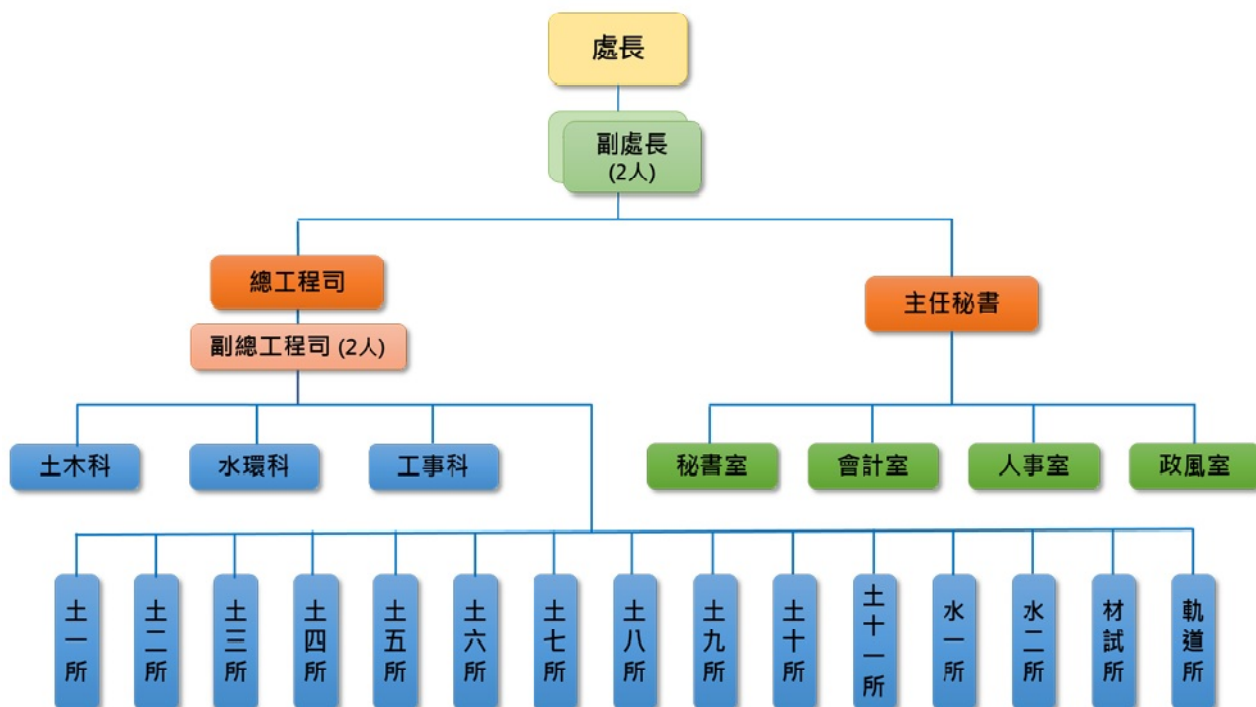 處長
副處長
(2人)
總工程司
主任秘書
副總工程司 (2人)
土木科
水環科
工事科
秘書室
會計室
人事室
政風室
土一所
土二所
土三所
土四所
土五所
土六所
土七所
土八所
土九所
土十所
土十一所
水一所
水二所
材試所
軌道所